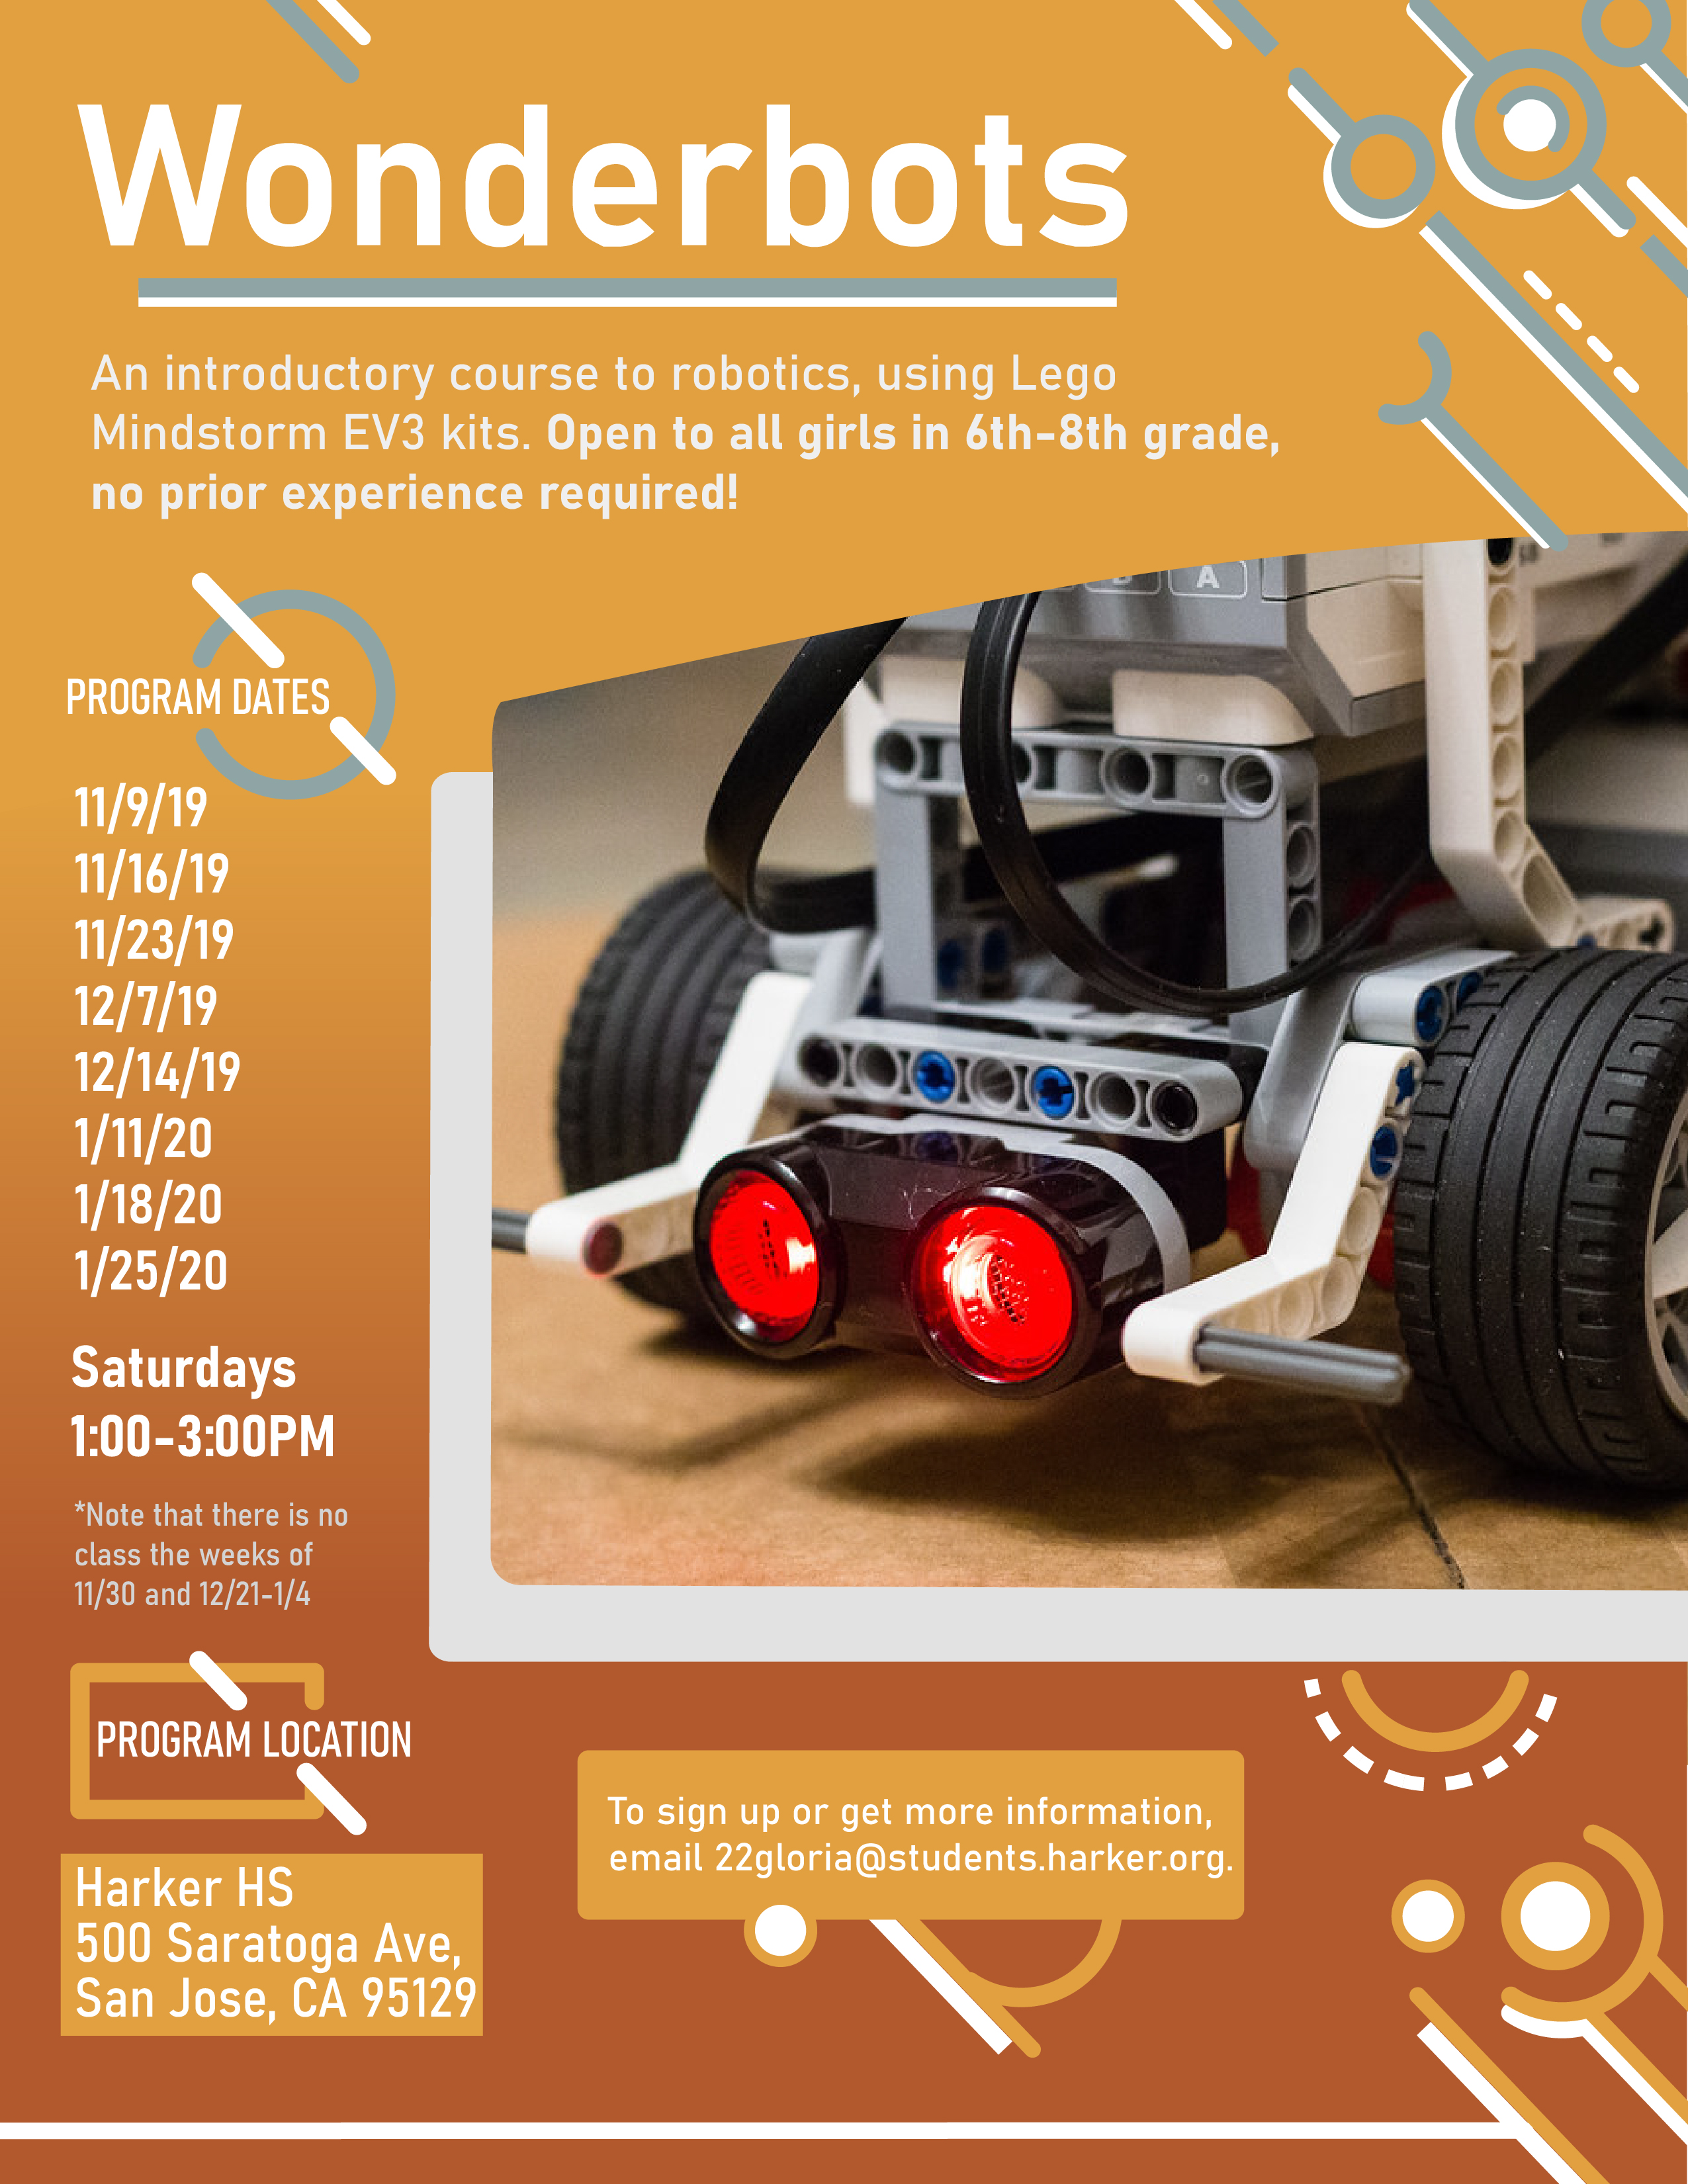 Wonderbots
An introductory course to robotics, using Lego
Mindstorm EV3 kits. Open to all girls in 6th-8th grade,
no prior experience required!
A
PROGRAM DATES
11/9/19
11/16/19
11/23/19
12/7/19
12/14/19
1/11/20
1/18/20
1/25/20
Saturdays
1:00-3:00PM
*Note that there is no
class the weeks of
11/30 and 12/21-1/4
PROGRAM LOCATION
Harker HS
500 Saratoga Ave,
San Jose, CA 95129
To sign up or get more information,
email 22gloria@students.harker.org.